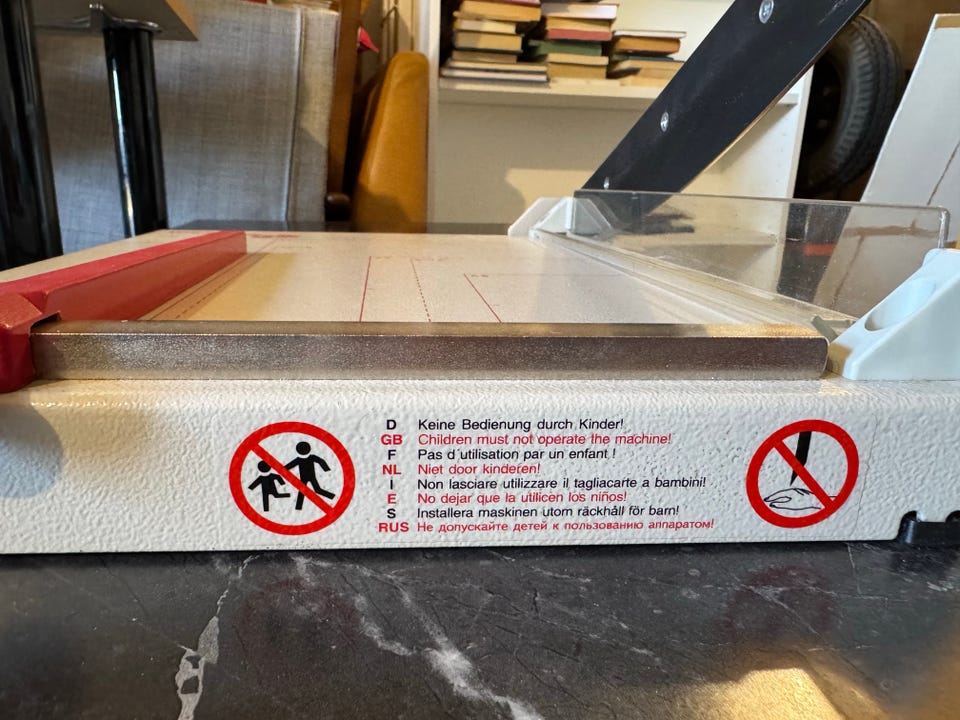 D Keine Bedienung durch Kinder!
GB Children must not operate the machine!
F Pas d´utilisation par un enfant !
NL Niet door kinderen!
I Non lasciare utilizzare il tagliacarte a bambini!
E No dejar que la utilicen los niños!
S Installera maskinen utom räckhåll för barn!
RUS Не допускайте детей к пользованию аппаратом!